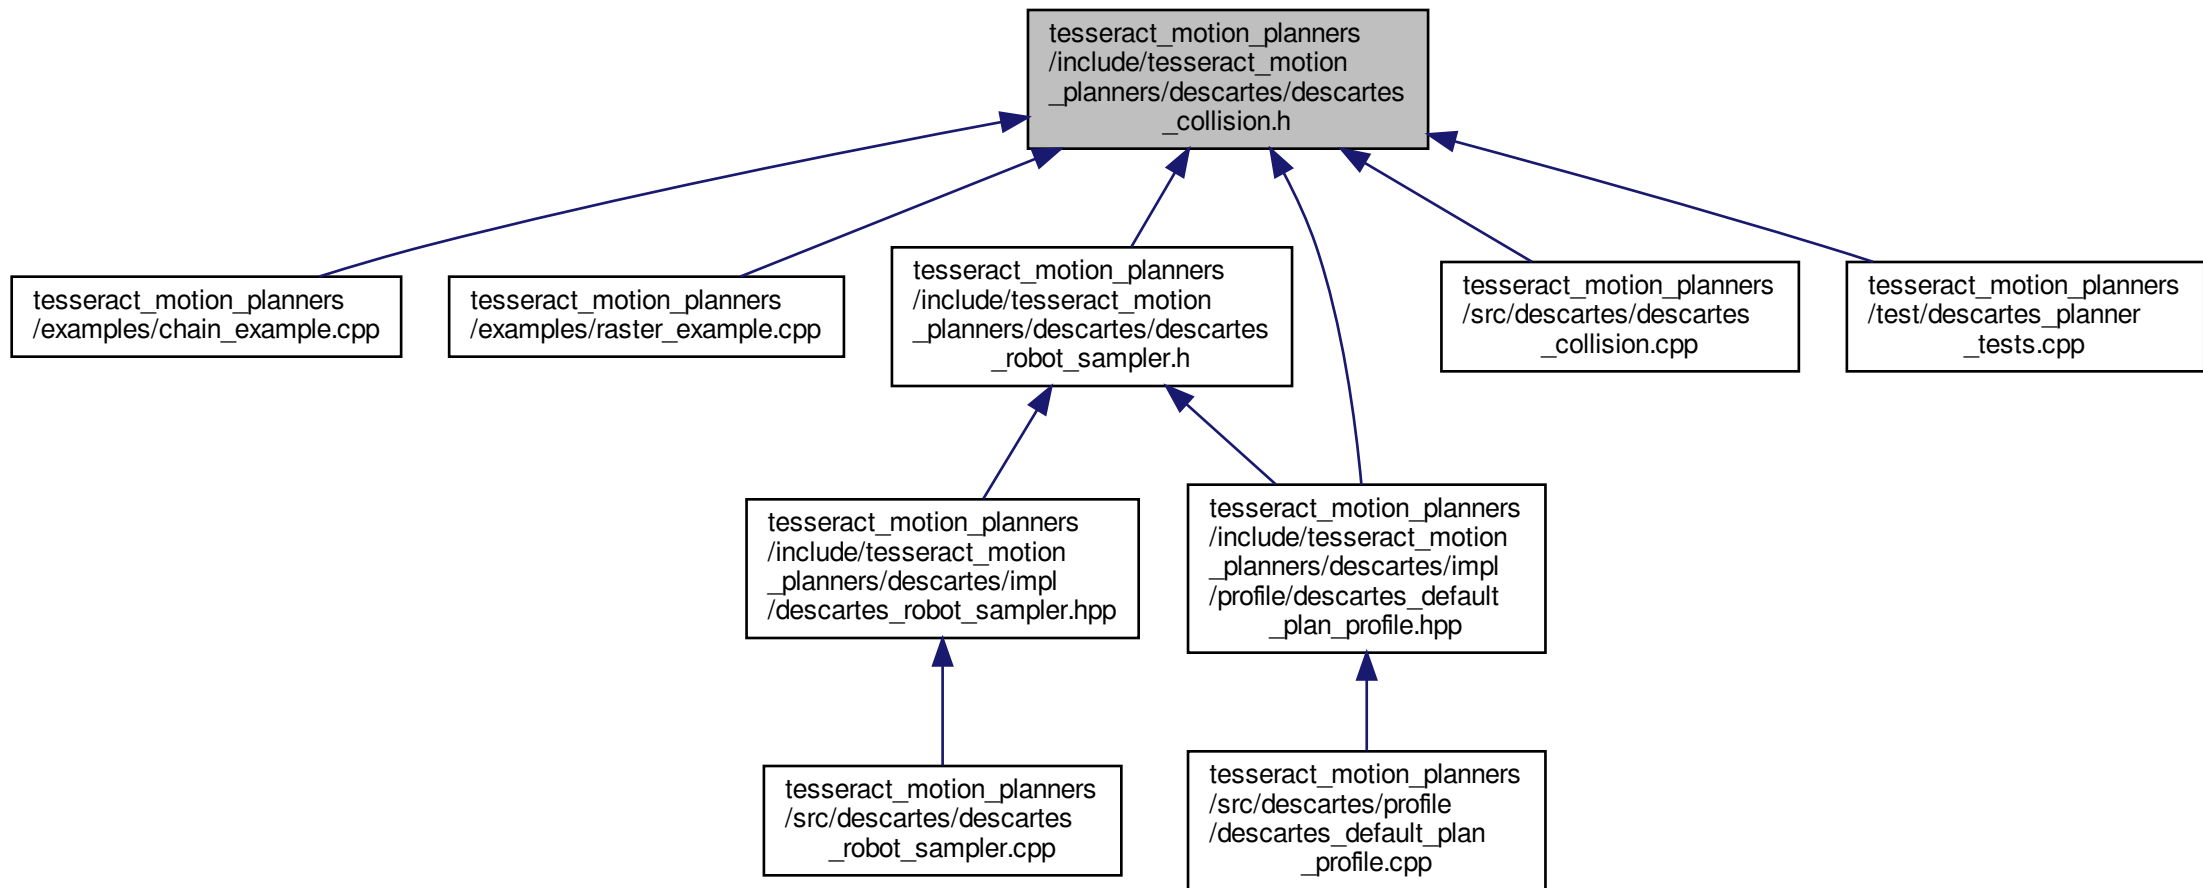 tesseract_motion_planners
/include/tesseract_motion
_planners/descartes/descartes
_collision.h
tesseract_motion_planners
/examples/chain_example.cpp
tesseract_motion_planners
/examples/raster_example.cpp
tesseract_motion_planners
/include/tesseract_motion
_planners/descartes/descartes
_robot_sampler.h
tesseract_motion_planners
/src/descartes/descartes
_collision.cpp
tesseract_motion_planners
/test/descartes_planner
_tests.cpp
tesseract_motion_planners
/include/tesseract_motion
_planners/descartes/impl
/descartes_robot_sampler.hpp
tesseract_motion_planners
/include/tesseract_motion
_planners/descartes/impl
/profile/descartes_default
_plan_profile.hpp
tesseract_motion_planners
/src/descartes/descartes
_robot_sampler.cpp
tesseract_motion_planners
/src/descartes/profile
/descartes_default_plan
_profile.cpp